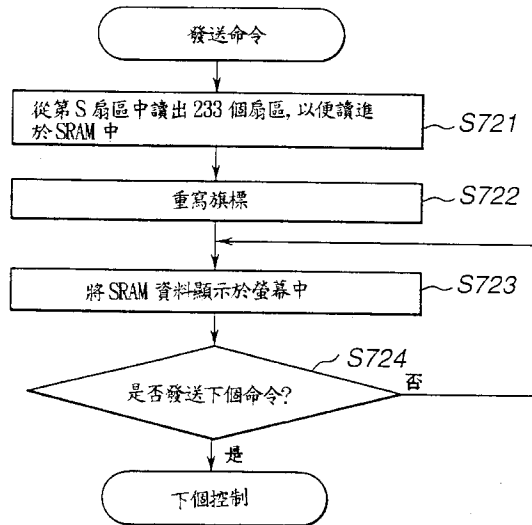 發送命令
從第S扇區中讀出233個扇區,以便讀進
於SRAM中
S721
重寫旗標
S722
將SRAM資料顯示於螢幕中
S723
S724
是否發送下個命令?
否
是
下個控制